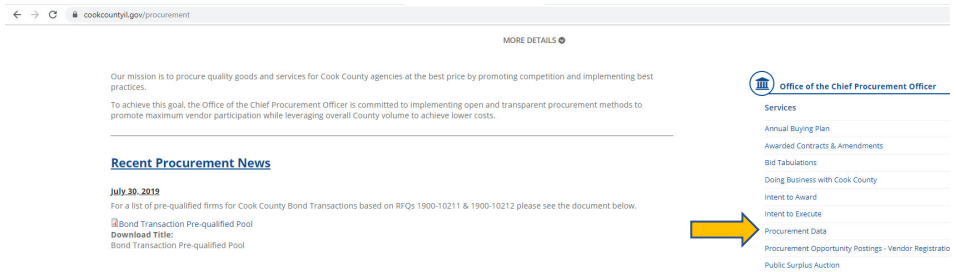 cookcountyil.gov/procurement
MORE DETAILS
Our mission is to procure quality goods and services for Cook County agencies at the best price by promoting competition and implementing best
practices.
To achieve this goal, the Office of the Chief Procurement Officer is committed to implementing open and transparent procurement methods to
promote maximum vendor participation while leveraging overall County volume to achieve lower costs.
Recent Procurement News
July 30, 2019
For a list of pre-qualified firms for Cook County Bond Transactions based on RFQs 1900-10211 & 1900-10212 please see the document below.
Bond Transaction Pre-qualified Pool
Download Title:
Bond Transaction Pre-qualified Pool
Office of the Chief Procurement Officer
Services
Annual Buying Plan
Awarded Contracts & Amendments
Bid Tabulations
Doing Business with Cook County
Intent to Award
Intent to Execute
Procurement Data
Procurement Opportunity Postings - Vendor Registratio
Public Surplus Auction